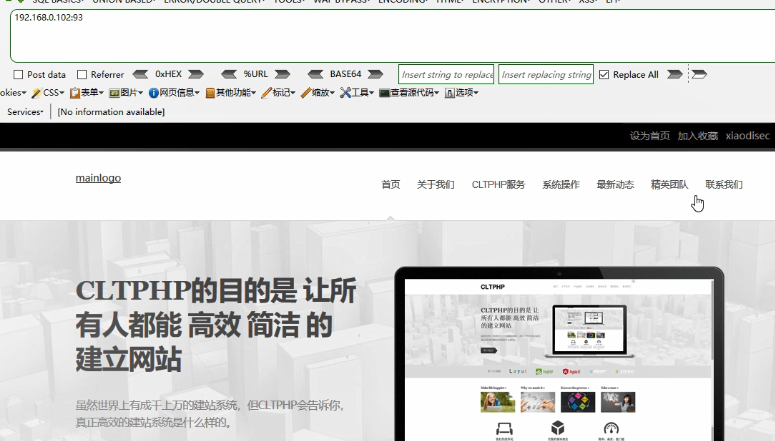 SQL BASICS▾ UNION BASED▾ ERROR/DOUBLE QUERY▾ TOOLS▾ WAF BYPASS▾ ENCODING▾ HTML▾ ENCRYPTION▾ OTHER▾ XSS▾ LFI▾
192.168.0.102:93
Post data Referrer 0xHEX %URL BASE64 Insert string to replace Insert replacing string Replace All
okies▾ CSS▾ 表单▾ 图片▾ 网页信息▾ 其他功能▾ 标记▾ 缩放▾ 工具▾ 查看源代码▾ 选项▾
Services▾ [No information available]
设为首页 加入收藏 xiaodisec
mainlogo 首页 关于我们 CLTPHP服务 系统操作 最新动态 精英团队 联系我们
CLTPHP的目的是 让所
有人都能 高效 简洁 的
建立网站
虽然世界上有成千上万的建站系统，但CLTPHP会告诉你，
真正高效的建站系统是什么样的。
CLTPHP
CLTPHP的目的是 让
所有人都能 高效 简洁
的建立网站